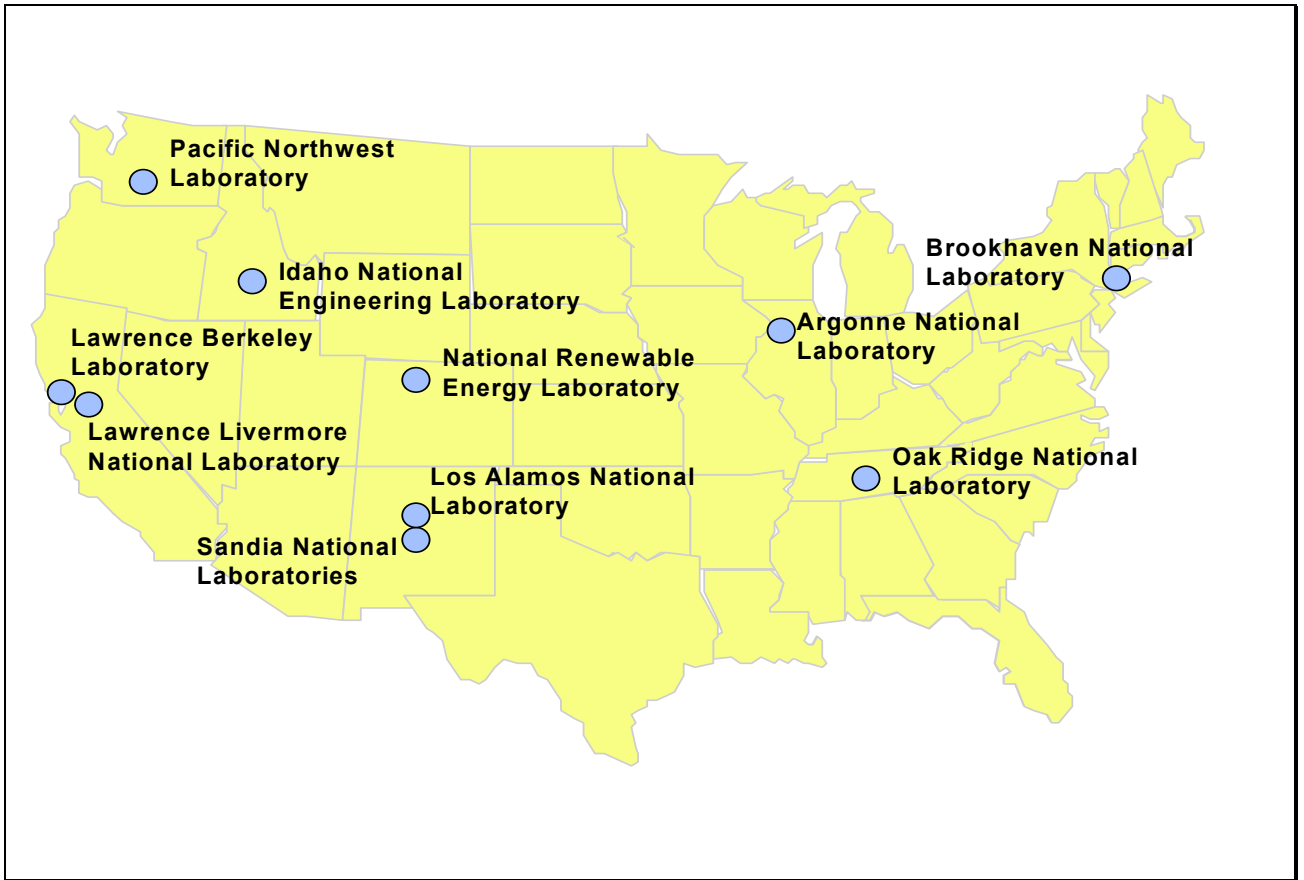 Pacific Northwest
Laboratory
Brookhaven National
Laboratory
Idaho National
Engineering Laboratory
Argonne National
Laboratory
Lawrence Berkeley
Laboratory
National Renewable
Energy Laboratory
Lawrence Livermore
National Laboratory
Oak Ridge National
Laboratory
Los Alamos National
Laboratory
Sandia National
Laboratories